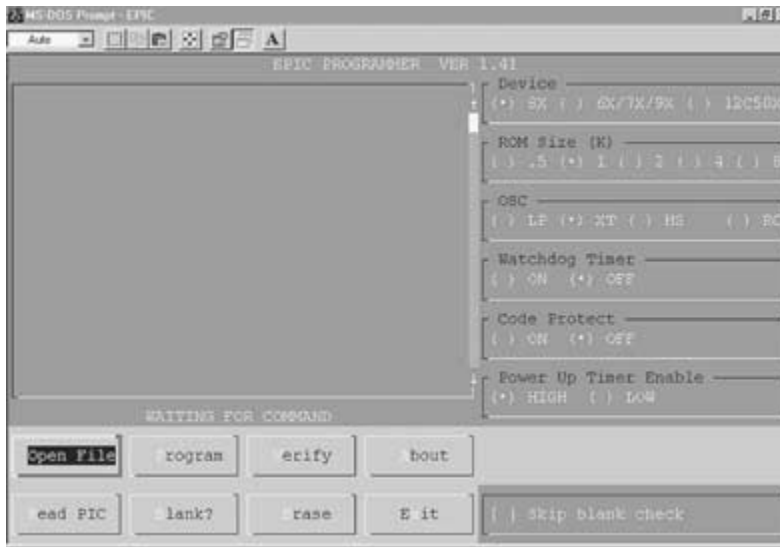 MS-DOS Prompt - EPIC
Auto
A
EPIC PROGRAMMER VER 1.41
Device
(•) 8X ( ) 6X/7X/9X ( ) 12C50X
ROM Size (K)
( ) .5 (•) 1 ( ) 2 ( ) 4 ( ) 8
OSC
( ) LP (•) XT ( ) HS ( ) RC
Watchdog Timer
( ) ON (•) OFF
Code Protect
( ) ON (•) OFF
Power Up Timer Enable
(•) HIGH ( ) LOW
WAITING FOR COMMAND
Open File
rogram
erify
bout
ead PIC
lank?
rase
E it
[ ] Skip blank check